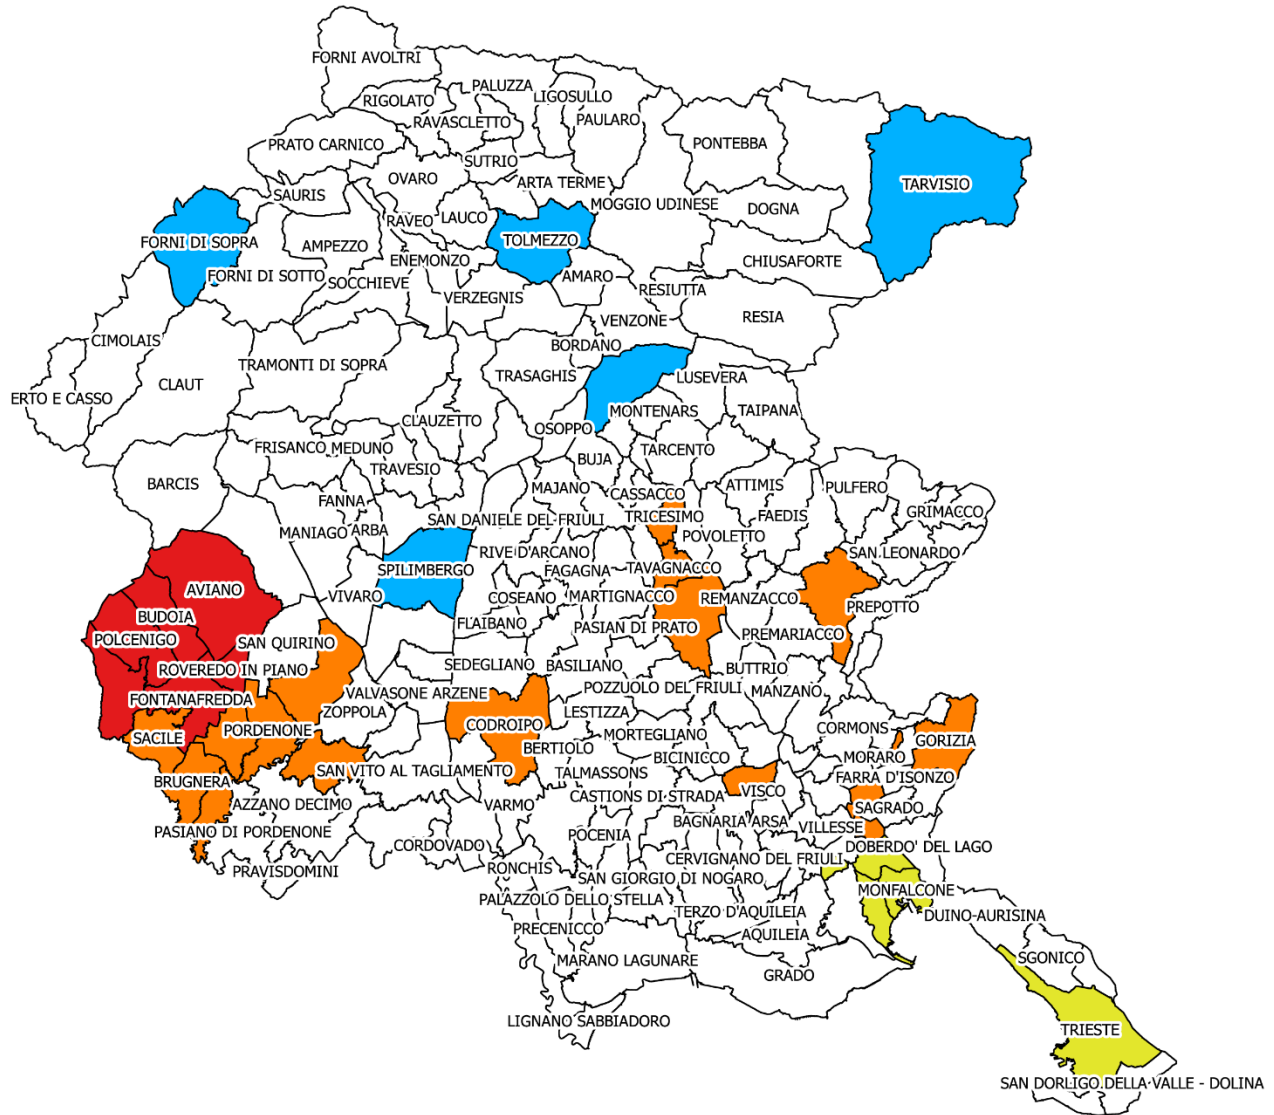 FORNI AVOLTRI
PALUZZA
LIGOSULLO
RIGOLATO
RAVASCLETTO
PAULARO
PRATO CARNICO
PONTEBBA
SUTRIO
OVARO
ARTA TERME
TARVISIO
SAURIS
MOGGIO UDINESE
DOGNA
RAVEO
LAUCO
FORNI DI SOPRA
AMPEZZO
TOLMEZZO
ENEMONZO
CHIUSAFORTE
FORNI DI SOTTO
SOCCHIEVE
AMARO
RESIUTTA
VERZEGNIS
VENZONE
RESIA
CIMOLAIS
BORDANO
TRAMONTI DI SOPRA
TRASAGHIS
LUSEVERA
CLAUT
ERTO E CASSO
MONTENARS
TAIPANA
CLAUZETTO
OSOPPO
FRISANCO
MEDUNO
TARCENTO
BUJA
TRAVESIO
BARCIS
ATTIMIS
PULFERO
MAJANO
CASSACCO
FANNA
GRIMACCO
SAN DANIELE DEL FRIULI
TRICESIMO
FAEDIS
MANIAGO
ARBA
POVOLETTO
RIVE D'ARCANO
SAN LEONARDO
SPILIMBERGO
FAGAGNA
TAVAGNACCO
AVIANO
VIVARO
COSEANO
MARTIGNACCO
REMANZACCO
PREPOTTO
BUDOIA
FLAIBANO
PASIAN DI PRATO
PREMARIACCO
POLCENIGO
SAN QUIRINO
SEDEGLIANO
BASILIANO
ROVEREDO IN PIANO
BUTTRIO
VALVASONE ARZENE
POZZUOLO DEL FRIULI
MANZANO
FONTANAFREDDA
ZOPPOLA
LESTIZZA
CODROIPO
PORDENONE
CORMONS
SACILE
MORTEGLIANO
GORIZIA
BERTIOLO
BICINICCO
MORARO
SAN VITO AL TAGLIAMENTO
TALMASSONS
FARRA D'ISONZO
BRUGNERA
VISCO
CASTIONS DI STRADA
AZZANO DECIMO
VARMO
SAGRADO
BAGNARIA ARSA
VILLESSE
PASIANO DI PORDENONE
POCENIA
CORDOVADO
DOBERDO' DEL LAGO
CERVIGNANO DEL FRIULI
PRAVISDOMINI
RONCHIS
SAN GIORGIO DI NOGARO
MONFALCONE
PALAZZOLO DELLO STELLA
TERZO D'AQUILEIA
DUINO-AURISINA
PRECENICCO
AQUILEIA
SGONICO
MARANO LAGUNARE
GRADO
LIGNANO SABBIADORO
TRIESTE
SAN DORLIGO DELLA VALLE - DOLINA